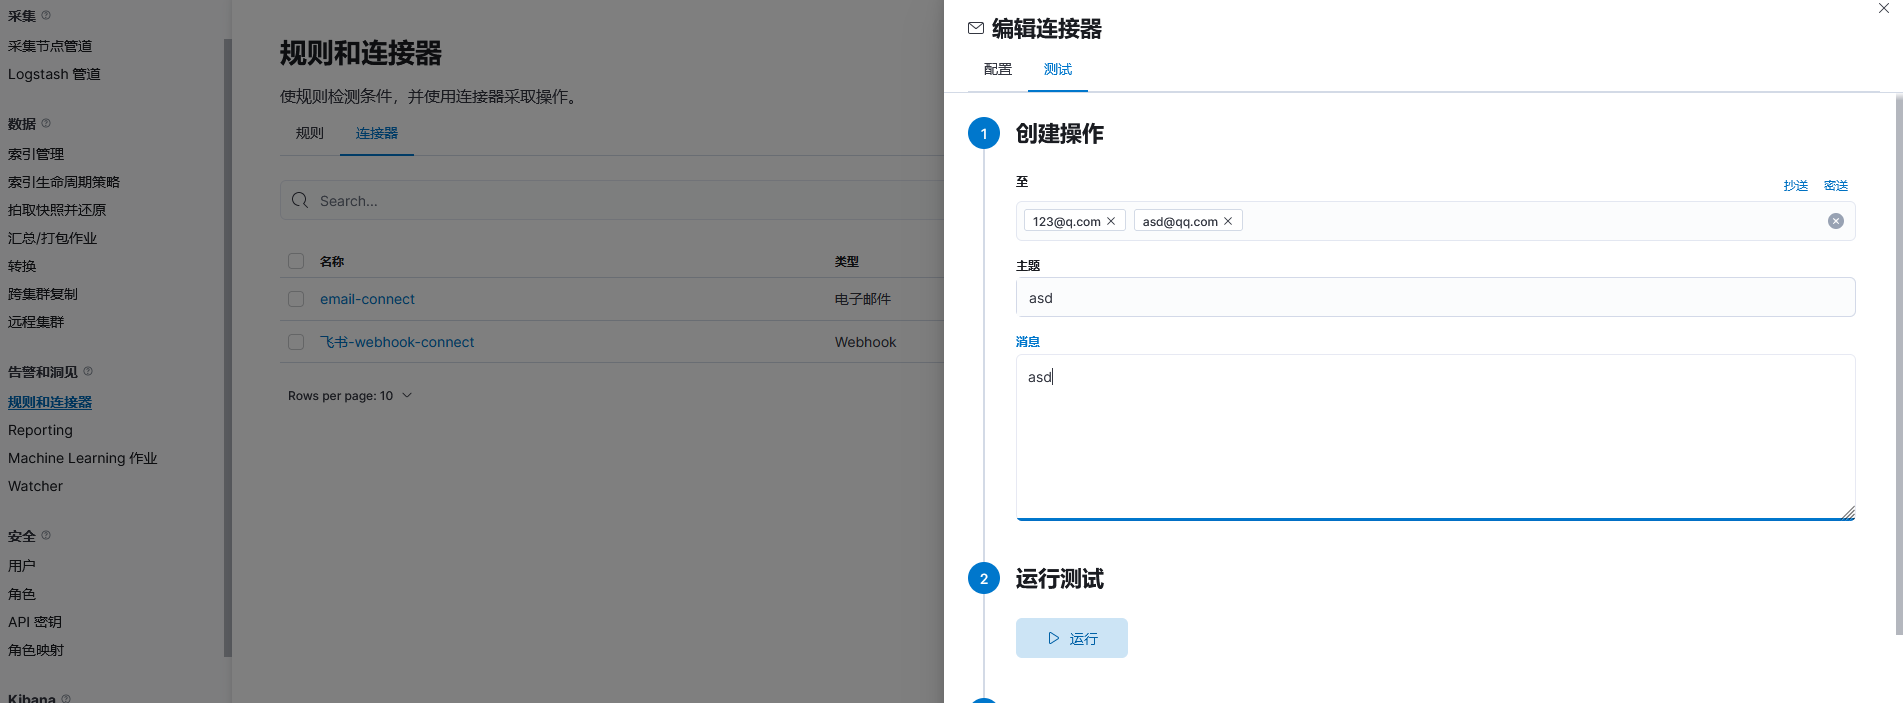 采集
采集节点管道
Logstash 管道
数据
索引管理
索引生命周期策略
拍取快照并还原
汇总/打包作业
转换
跨集群复制
远程集群
告警和洞见
规则和连接器
Reporting
Machine Learning 作业
Watcher
安全
用户
角色
API 密钥
角色映射
Kibana
规则和连接器
使规则检测条件，并使用连接器采取操作。
规则 连接器
Search...
名称 类型
email-connect 电子邮件
飞书-webhook-connect Webhook
Rows per page: 10
编辑连接器
配置 测试
1 创建操作
至 抄送 密送
123@q.com asd@qq.com
主题
asd
消息
asd
2 运行测试
运行